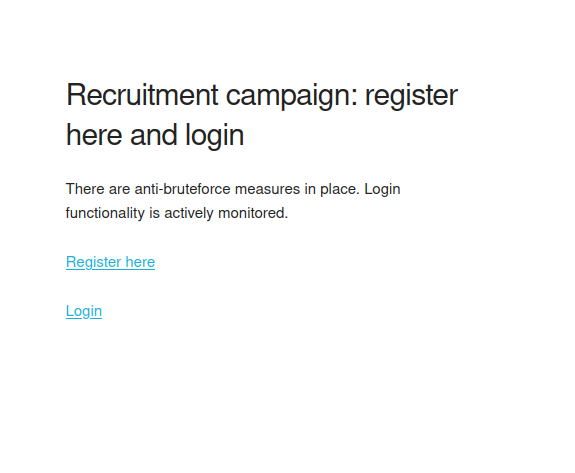 Recruitment campaign: register
here and login
There are anti-bruteforce measures in place. Login
functionality is actively monitored.
Register here
Login